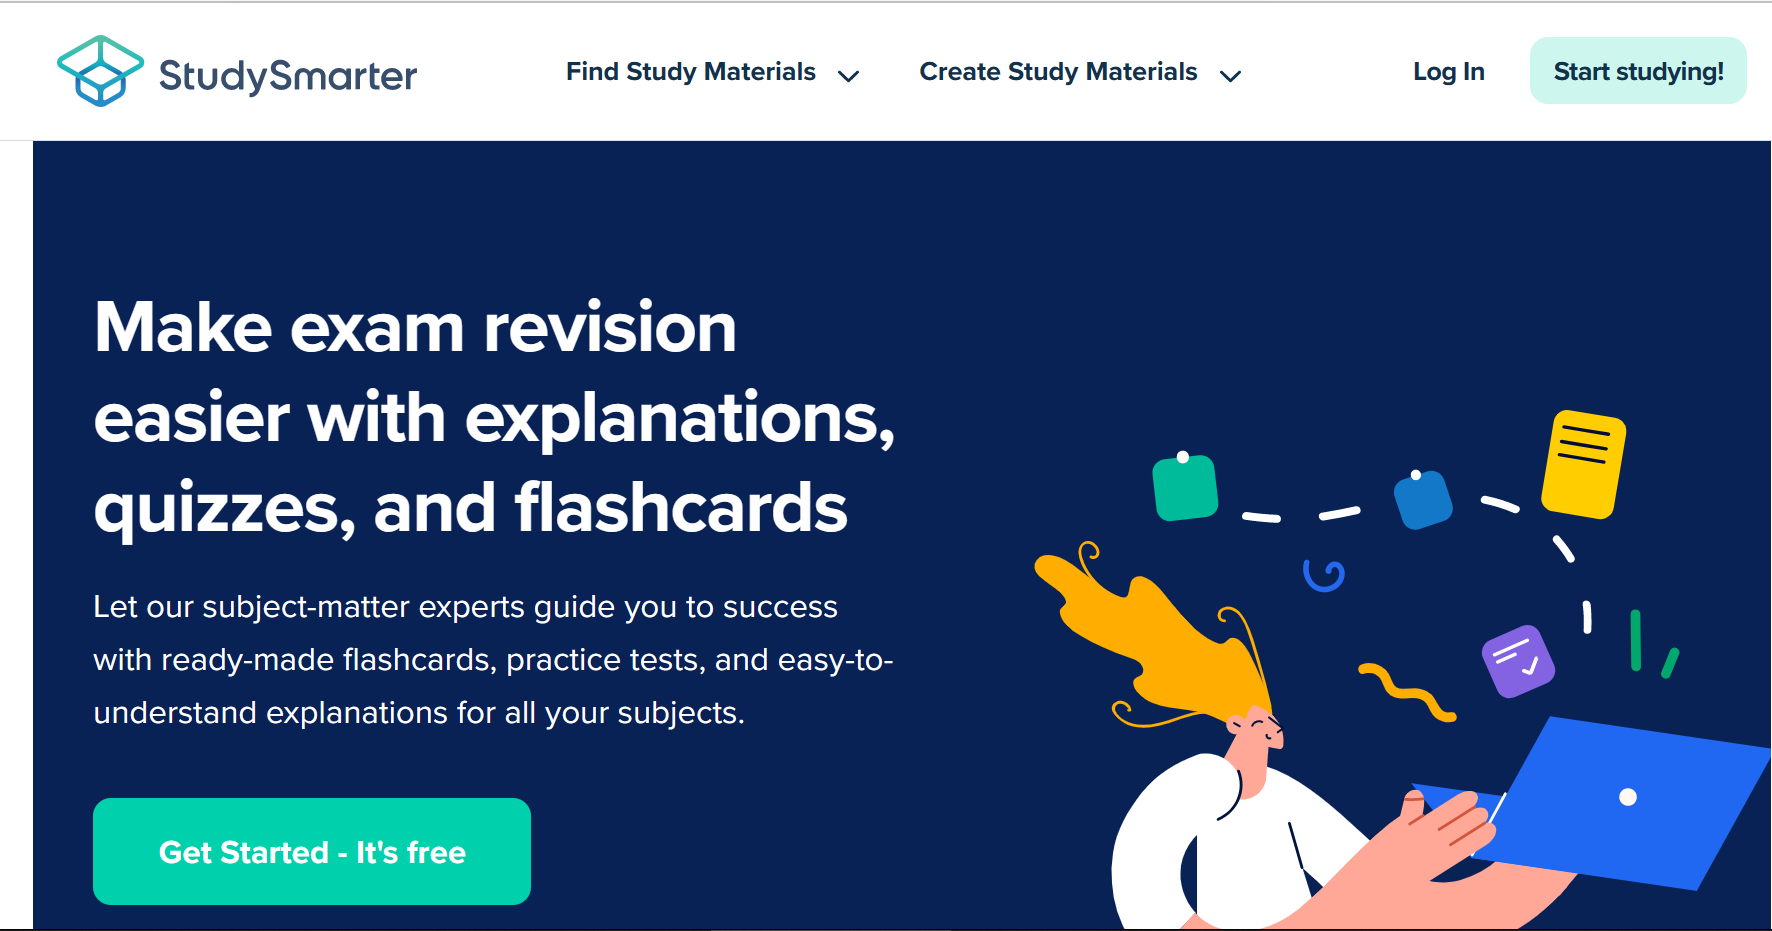 StudySmarter
Find Study Materials
Create Study Materials
Log In
Start studying!
Make exam revision
easier with explanations,
quizzes, and flashcards
Let our subject-matter experts guide you to success
with ready-made flashcards, practice tests, and easy-to-
understand explanations for all your subjects.
Get Started - It's free